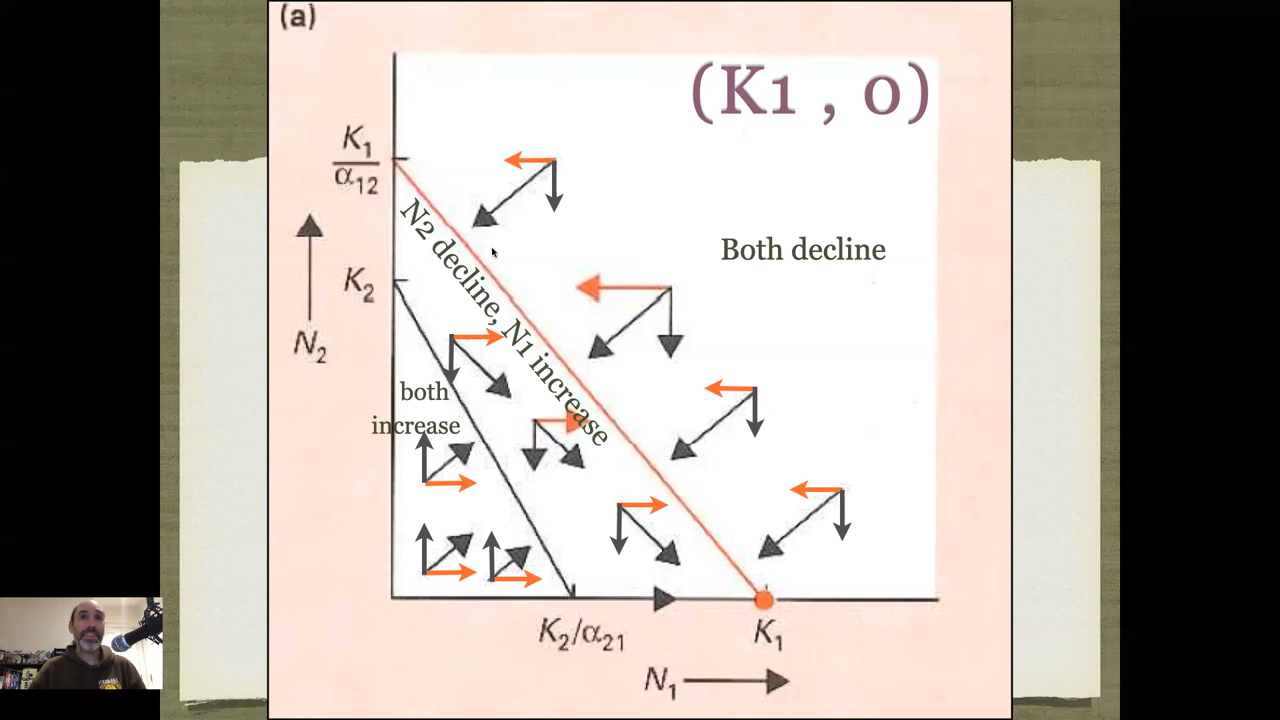 (a)
(K1 , 0)
K₁
α₁₂
N2 decline, N1 increase
Both decline
K₂
N₂
both
increase
K₂/α₂₁
K₁
N₁